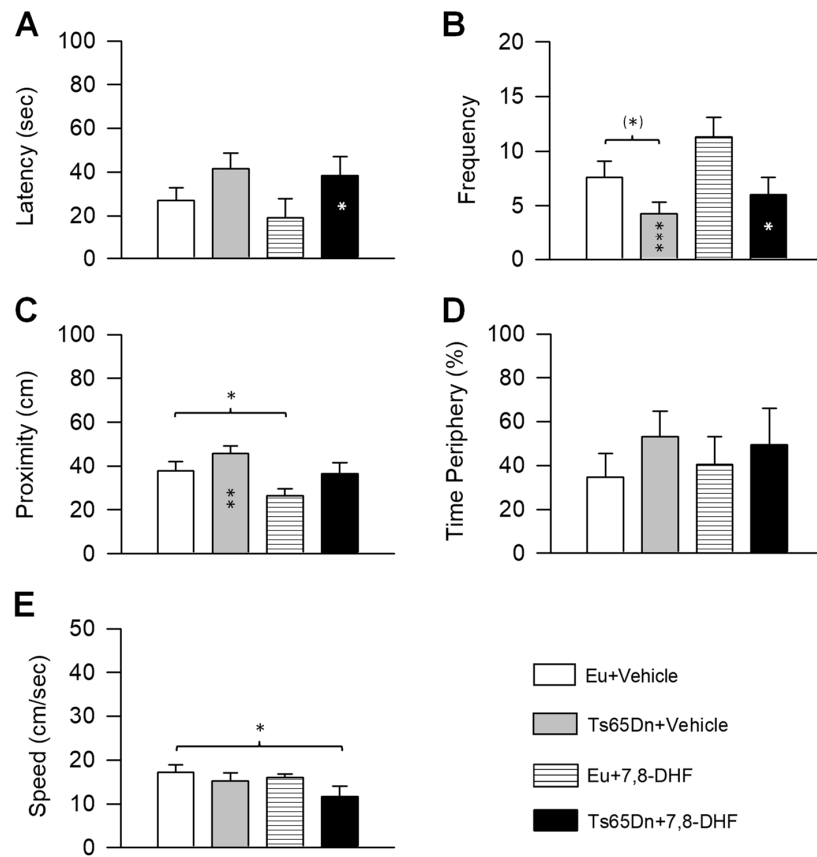 A
Latency (sec)
100
80
60
40
20
0
*
B
Frequency
20
15
10
5
0
(*)
***
*
C
Proximity (cm)
100
80
60
40
20
0
*
**
D
Time Periphery (%)
100
80
60
40
20
0
E
Speed (cm/sec)
50
40
30
20
10
0
*
Eu+Vehicle
Ts65Dn+Vehicle
Eu+7,8-DHF
Ts65Dn+7,8-DHF